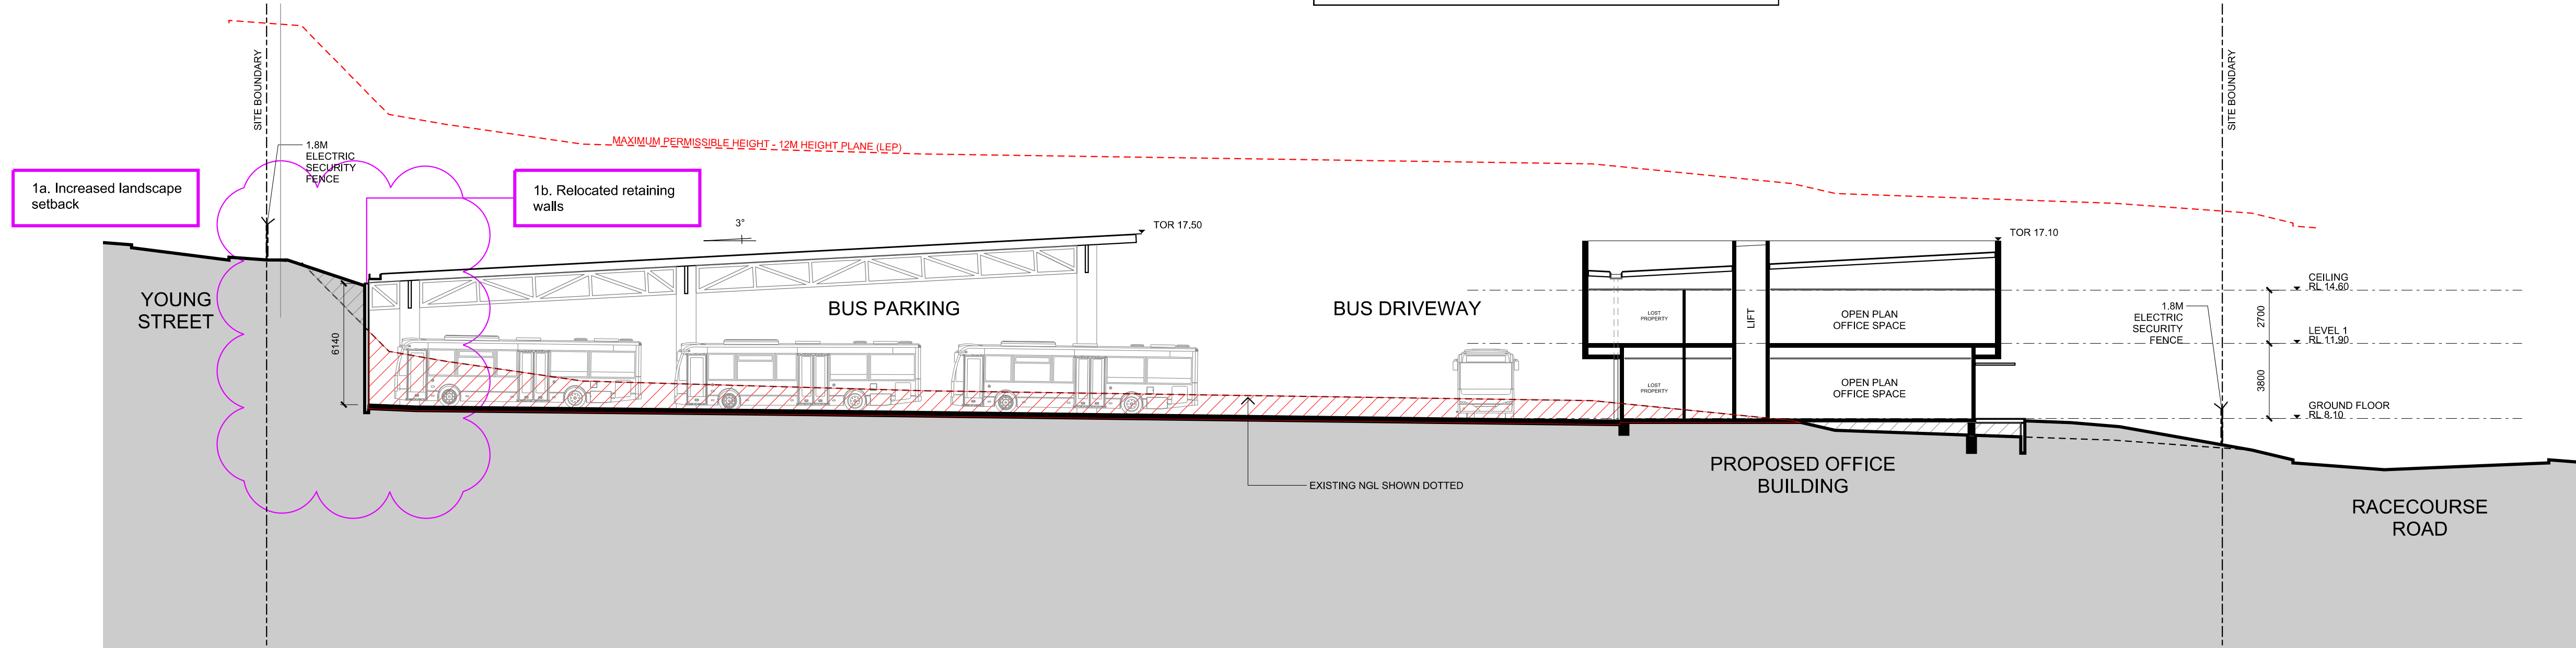 SITE BOUNDARY
1.8M
ELECTRIC
SECURITY
FENCE
1a. Increased landscape
setback
1b. Relocated retaining
walls
MAXIMUM PERMISSIBLE HEIGHT - 12M HEIGHT PLANE (LEP)
3°
TOR 17.50
YOUNG
STREET
6140
BUS PARKING
BUS DRIVEWAY
TOR 17.10
LOST
PROPERTY
LIFT
OPEN PLAN
OFFICE SPACE
LOST
PROPERTY
OPEN PLAN
OFFICE SPACE
SITE BOUNDARY
1.8M
ELECTRIC
SECURITY
FENCE
CEILING
RL 14.60
2700
LEVEL 1
RL 11.90
3800
GROUND FLOOR
RL 8.10
EXISTING NGL SHOWN DOTTED
PROPOSED OFFICE
BUILDING
RACECOURSE
ROAD